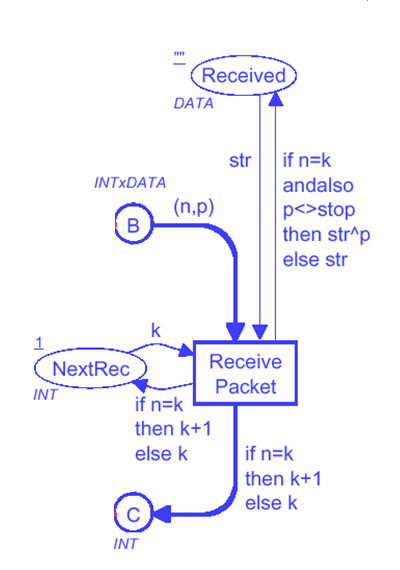 ""
Received
DATA
str
if n=k
andalso
p<>stop
then str^p
else str
INTxDATA
(n,p)
B
1
k
NextRec
INT
Receive
Packet
if n=k
then k+1
else k
if n=k
then k+1
else k
C
INT